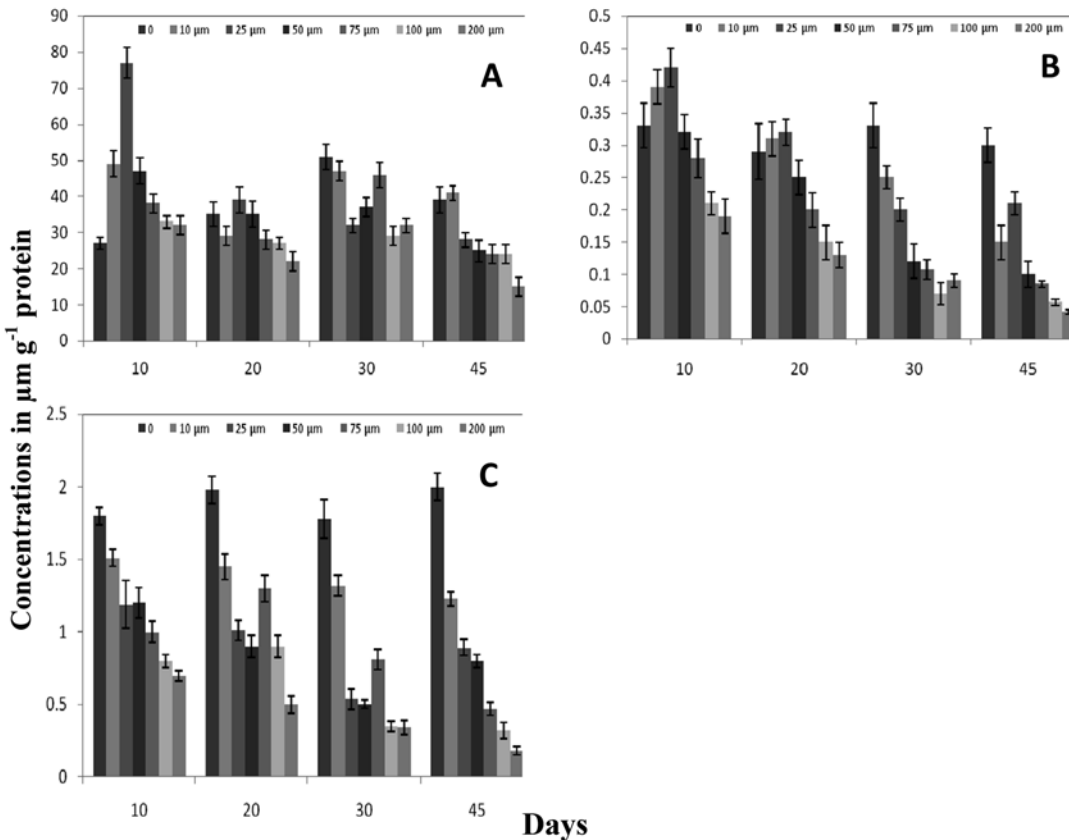 90
80
70
60
50
40
30
20
10
0
0 10 µm 25 µm 50 µm 75 µm 100 µm 200 µm
A
10 20 30 45
0.5
0.45
0.4
0.35
0.3
0.25
0.2
0.15
0.1
0.05
0
0 10 µm 25 µm 50 µm 75 µm 100 µm 200 µm
B
10 20 30 45
Concentrations in µm g⁻¹ protein
2.5
2
1.5
1
0.5
0
0 10 µm 25 µm 50 µm 75 µm 100 µm 200 µm
C
10 20 30 45
Days